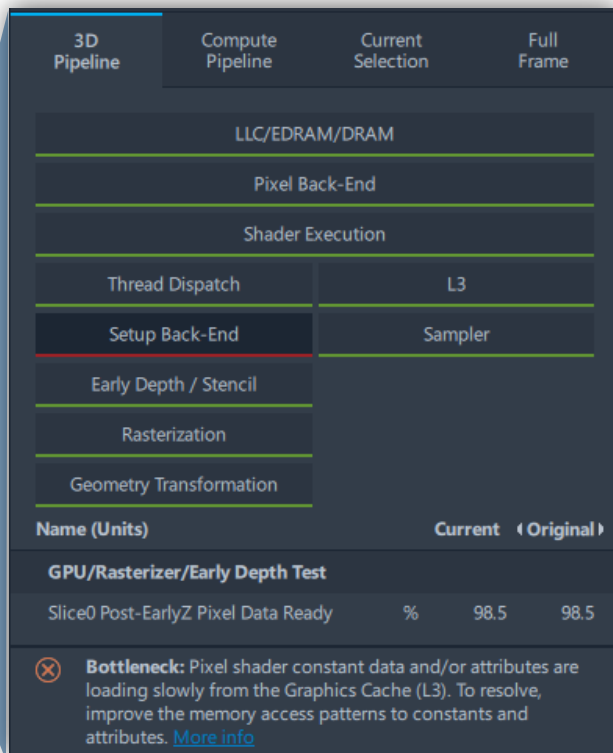 3D Pipeline
Compute Pipeline
Current Selection
Full Frame
LLC/EDRAM/DRAM
Pixel Back-End
Shader Execution
Thread Dispatch
L3
Setup Back-End
Sampler
Early Depth / Stencil
Rasterization
Geometry Transformation
Name (Units) Current Original
GPU/Rasterizer/Early Depth Test
Slice0 Post-EarlyZ Pixel Data Ready % 98.5 98.5
Bottleneck: Pixel shader constant data and/or attributes are
loading slowly from the Graphics Cache (L3). To resolve,
improve the memory access patterns to constants and
attributes. More info